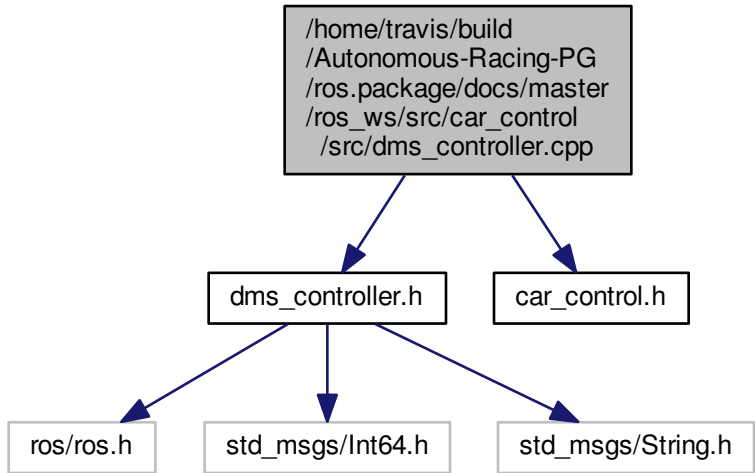 /home/travis/build
/Autonomous-Racing-PG
/ros.package/docs/master
/ros_ws/src/car_control
/src/dms_controller.cpp
dms_controller.h
car_control.h
ros/ros.h
std_msgs/Int64.h
std_msgs/String.h